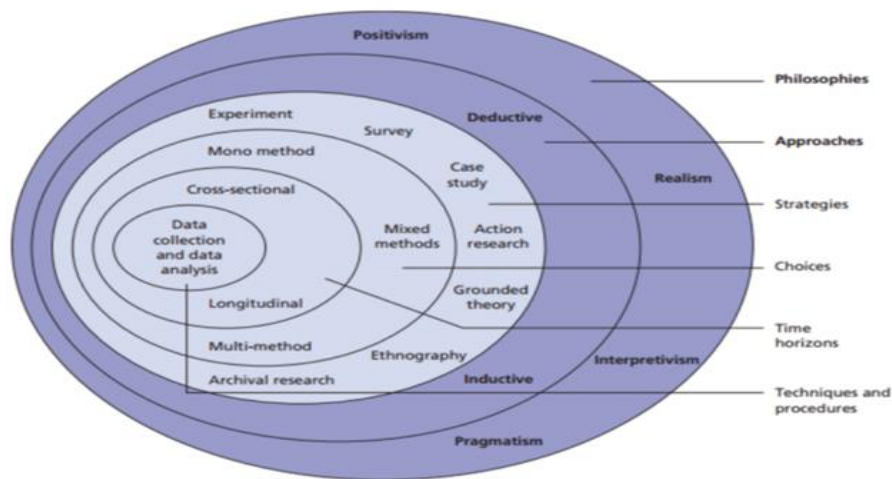 Positivism
Philosophies
Experiment
Survey
Deductive
Approaches
Mono method
Case
study
Realism
Cross-sectional
Strategies
Data
collection
and data
analysis
Mixed
methods
Action
research
Choices
Longitudinal
Grounded
theory
Time
horizons
Multi-method
Ethnography
Interpretivism
Archival research
Inductive
Techniques and
procedures
Pragmatism